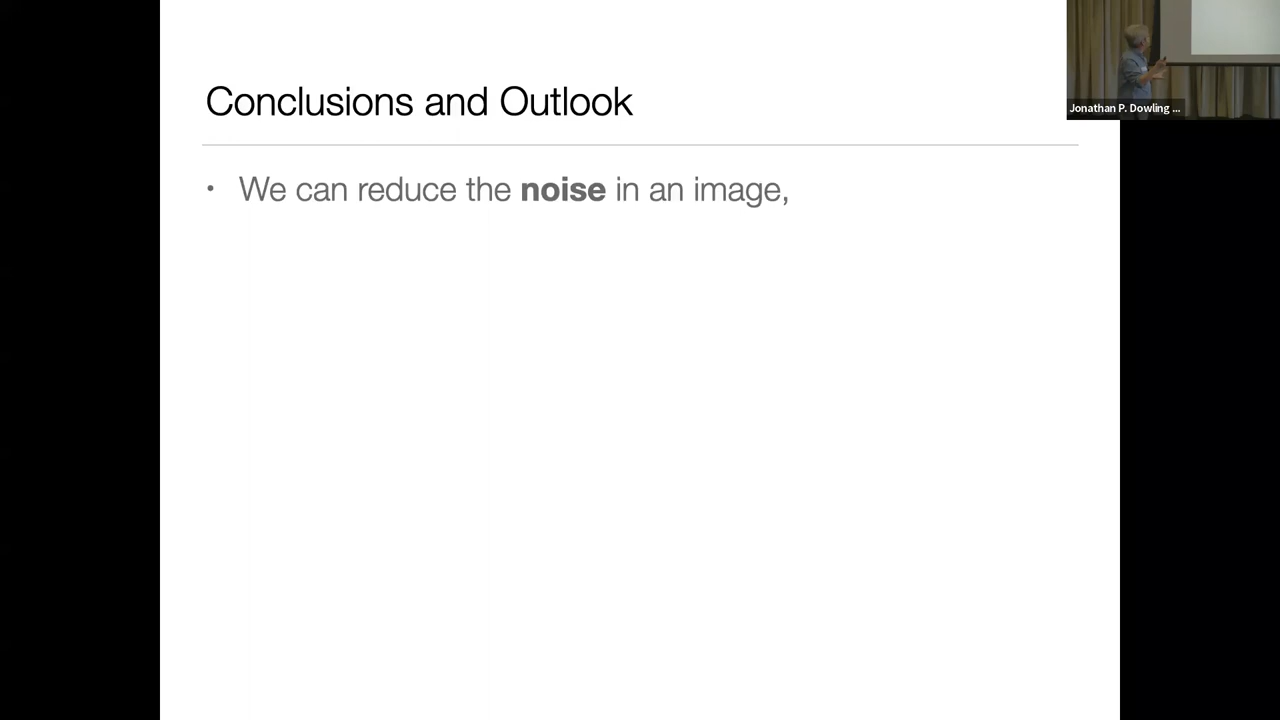 Conclusions and Outlook
• We can reduce the noise in an image,
Jonathan P. Dowling ...